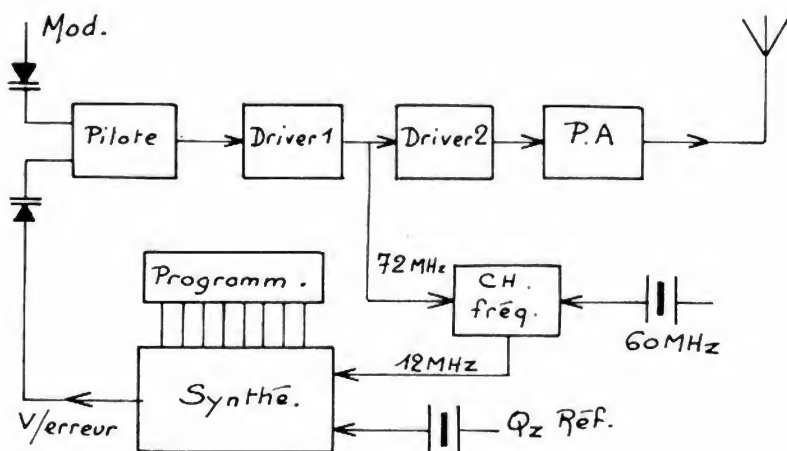 Mod.
Pilote
Driver1
Driver2
P.A
Programm.
72MHz
CH.
fréq.
60MHz
12MHz
Synthé.
V/erreur
Qz Réf.